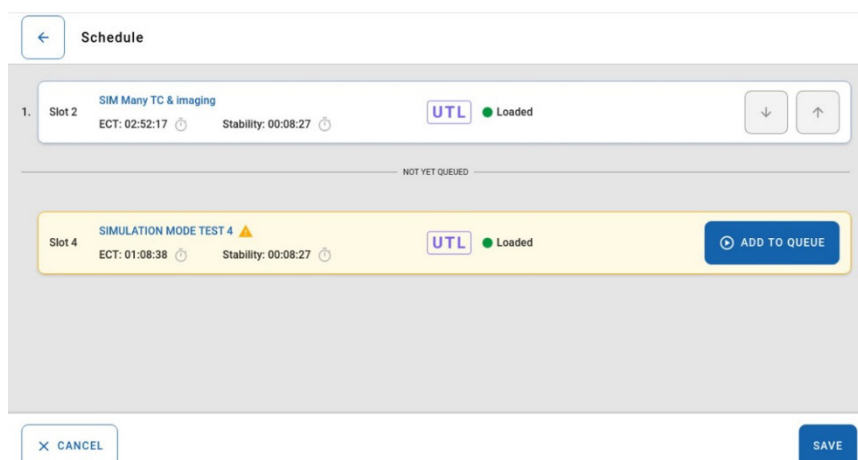 Schedule
1. Slot 2
SIM Many TC & imaging
ECT: 02:52:17 Stability: 00:08:27
UTL Loaded
NOT YET QUEUED
Slot 4
SIMULATION MODE TEST 4
ECT: 01:08:38 Stability: 00:08:27
UTL Loaded
ADD TO QUEUE
CANCEL
SAVE